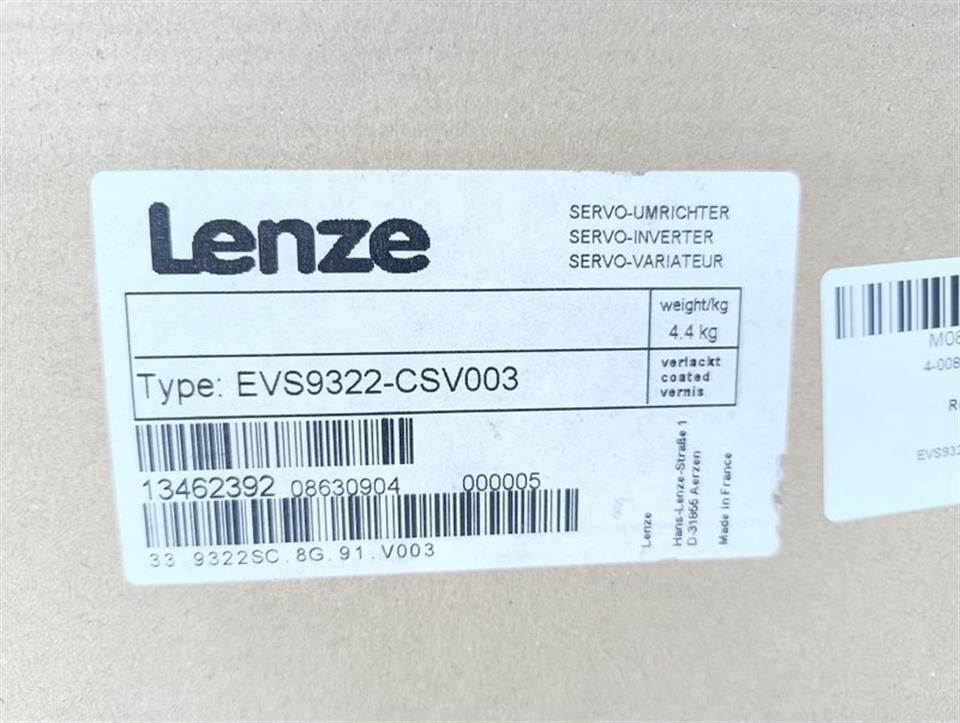 Lenze
SERVO-UMRICHTER
SERVO-INVERTER
SERVO-VARIATEUR
weight/kg
4.4 kg
Type: EVS9322-CSV003
verlackt
coated
vernis
13462392 08630904 000005
33.9322SC.8G.91.V003
Lenze
Hans-Lenze-Straße 1
D-31855 Aerzen
Made in France
M08
4-008
EVS932